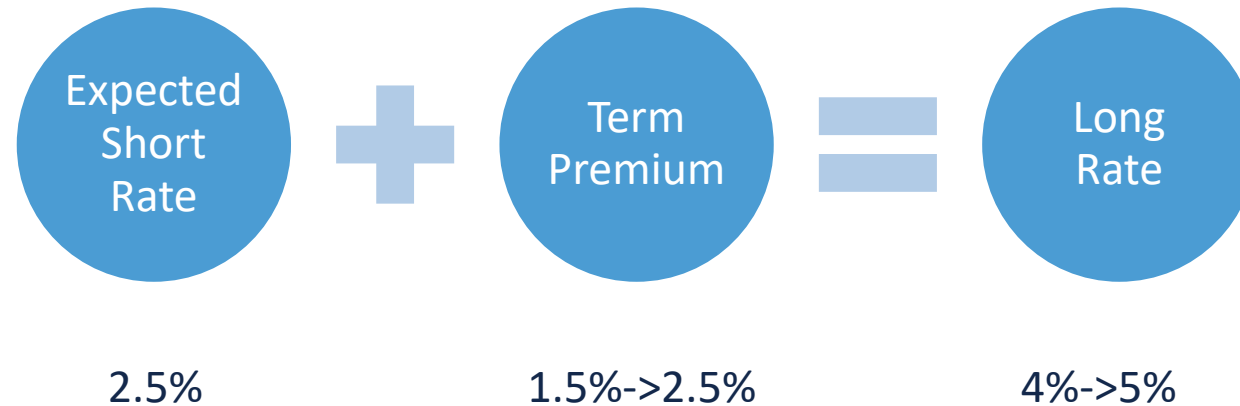 Expected
Short
Rate
Term
Premium
Long
Rate
2.5%
1.5%->2.5%
4%->5%